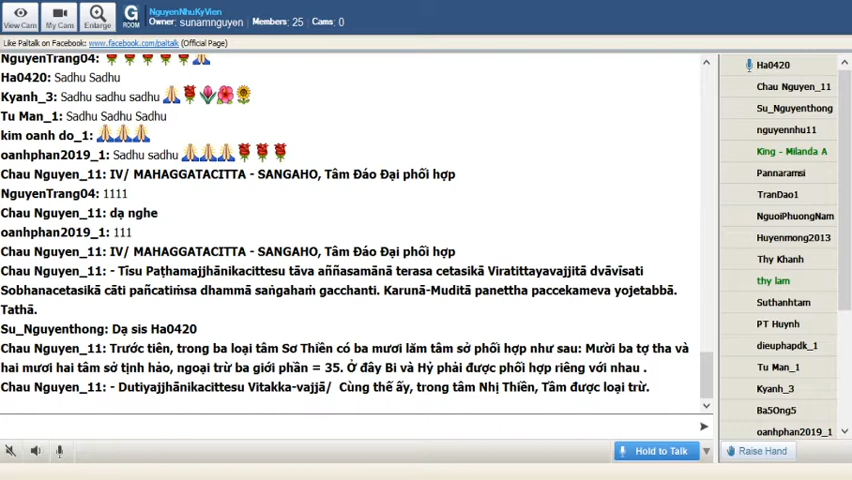 NguyenNhuKyVien
Owner: sunamnguyen Members: 25 Cams: 0
View Cam My Cam Enlarge G ROOM
Like Paltalk on Facebook: www.facebook.com/paltalk (Official Page)
NguyenTrang04:
Ha0420: Sadhu Sadhu
Kyanh_3: Sadhu sadhu sadhu
Tu Man_1: Sadhu Sadhu Sadhu
kim oanh do_1:
oanhphan2019_1: Sadhu sadhu
Chau Nguyen_11: IV/ MAHAGGATACITTA - SANGAHO, Tâm Đáo Đại phối hợp
NguyenTrang04: 1111
Chau Nguyen_11: dạ nghe
oanhphan2019_1: 111
Chau Nguyen_11: IV/ MAHAGGATACITTA - SANGAHO, Tâm Đáo Đại phối hợp
Chau Nguyen_11: - Tīsu Paṭhamajjhānikacittesu tāva aññasamānā terasa cetasikā Viratittayavajjitā dvāvīsati
Sobhanacetasikā cāti pañcatiṁsa dhammā saṅgahaṁ gacchanti. Karunā-Muditā panettha paccekameva yojetabbā.
Tathā.
Su_Nguyenthong: Dạ sis Ha0420
Chau Nguyen_11: Trước tiên, trong ba loại tâm Sơ Thiền có ba mươi lăm tâm sở phối hợp như sau: Mười ba tợ tha và
hai mươi hai tâm sở tịnh hảo, ngoại trừ ba giới phần = 35. Ở đây Bi và Hỷ phải được phối hợp riêng với nhau .
Chau Nguyen_11: - Dutiyajjhānikacittesu Vitakka-vajjā/ Cùng thế ấy, trong tâm Nhị Thiền, Tầm được loại trừ.
Hold to Talk
Ha0420
Chau Nguyen_11
Su_Nguyenthong
nguyennhu11
King - Milanda A
Pannaramsi
TranDao1
NguoiPhuongNam
Huyenmong2013
Thy Khanh
thy lam
Suthanhtam
PT Huynh
dieuphapdk_1
Tu Man_1
Kyanh_3
Ba5Ong5
oanhphan2019_1
Raise Hand